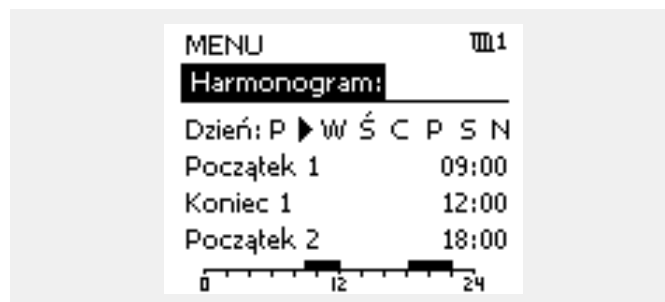 MENU 1
Harmonogram:
Dzień: P ▶ W Ś C P S N
Początek 1 09:00
Koniec 1 12:00
Początek 2 18:00
0 12 24